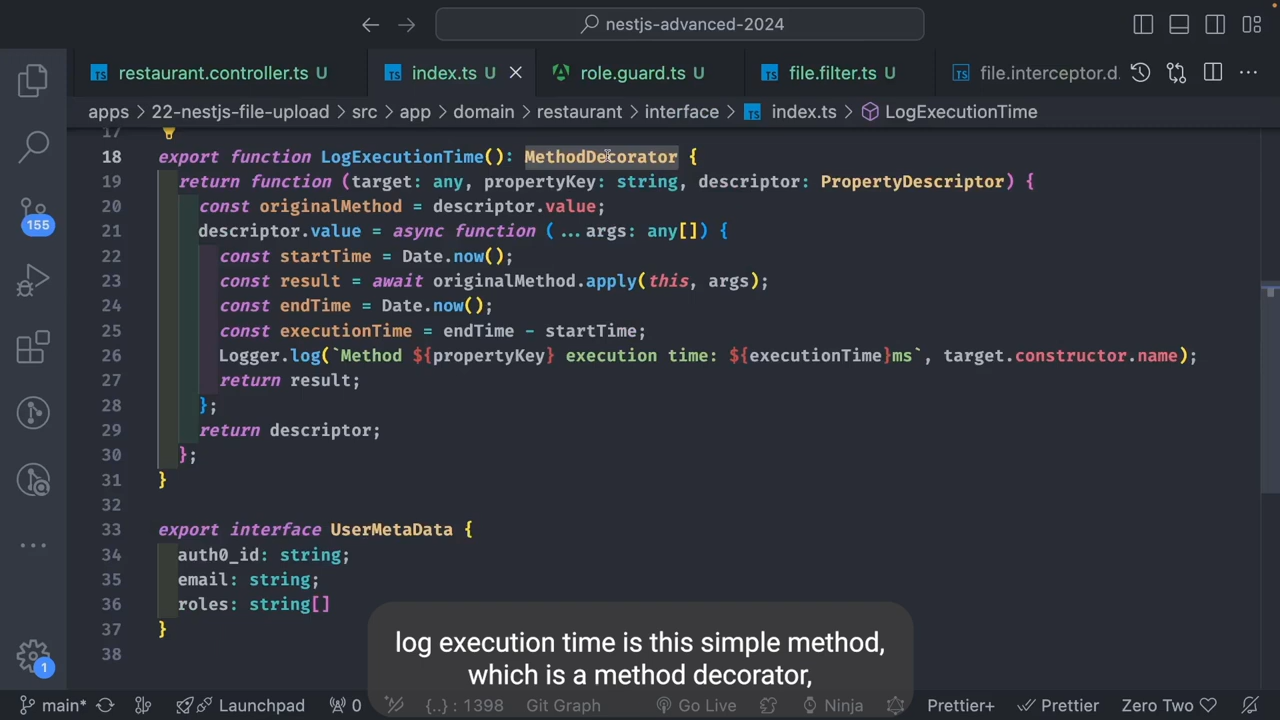 nestjs-advanced-2024
restaurant.controller.ts U
index.ts U
role.guard.ts U
file.filter.ts U
file.interceptor.d.
apps > 22-nestjs-file-upload > src > app > domain > restaurant > interface > index.ts > LogExecutionTime
17
18 export function LogExecutionTime(): MethodDecorator {
19 return function (target: any, propertyKey: string, descriptor: PropertyDescriptor) {
20 const originalMethod = descriptor.value;
21 descriptor.value = async function (...args: any[]) {
22 const startTime = Date.now();
23 const result = await originalMethod.apply(this, args);
24 const endTime = Date.now();
25 const executionTime = endTime - startTime;
26 Logger.log(`Method ${propertyKey} execution time: ${executionTime}ms`, target.constructor.name);
27 return result;
28 };
29 return descriptor;
30 };
31 }
32
33 export interface UserMetaData {
34 auth0_id: string;
35 email: string;
36 roles: string[]
37 }
38
155
1
log execution time is this simple method,
which is a method decorator,
main* Launchpad 0 {..} : 1398 Git Graph Go Live Ninja Prettier+ Prettier Zero Two